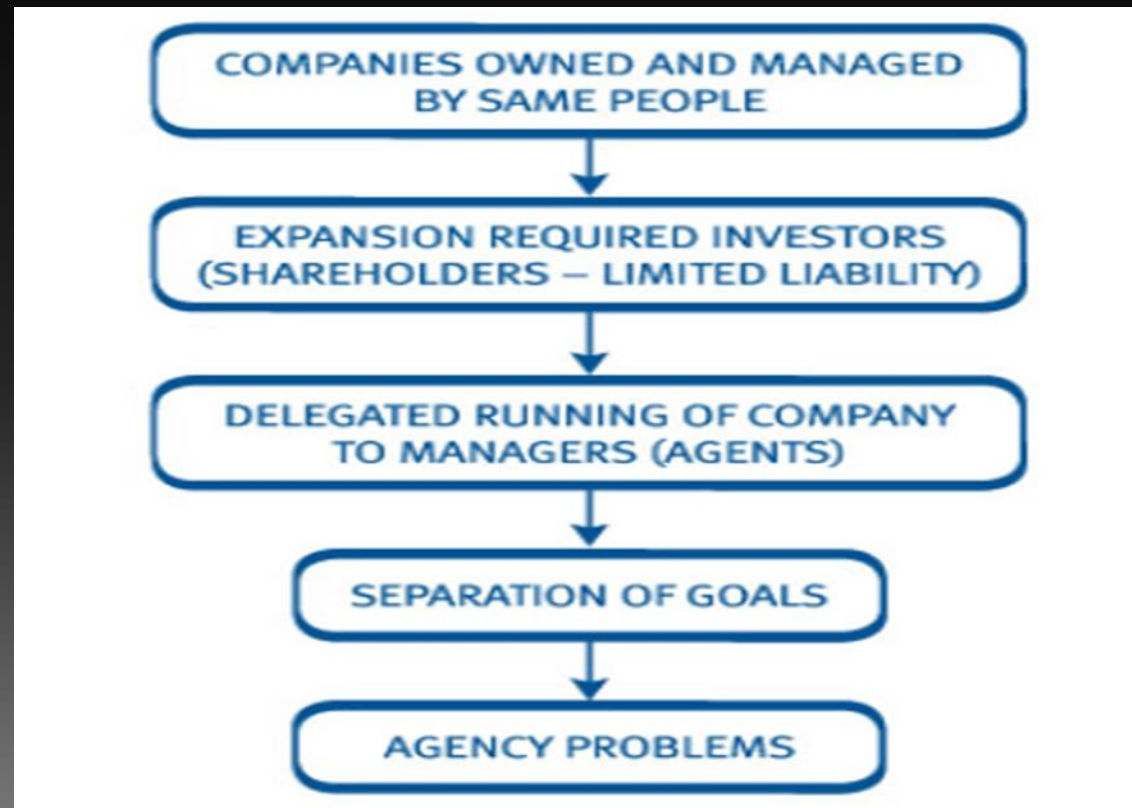 COMPANIES OWNED AND MANAGED
BY SAME PEOPLE
EXPANSION REQUIRED INVESTORS
(SHAREHOLDERS – LIMITED LIABILITY)
DELEGATED RUNNING OF COMPANY
TO MANAGERS (AGENTS)
SEPARATION OF GOALS
AGENCY PROBLEMS